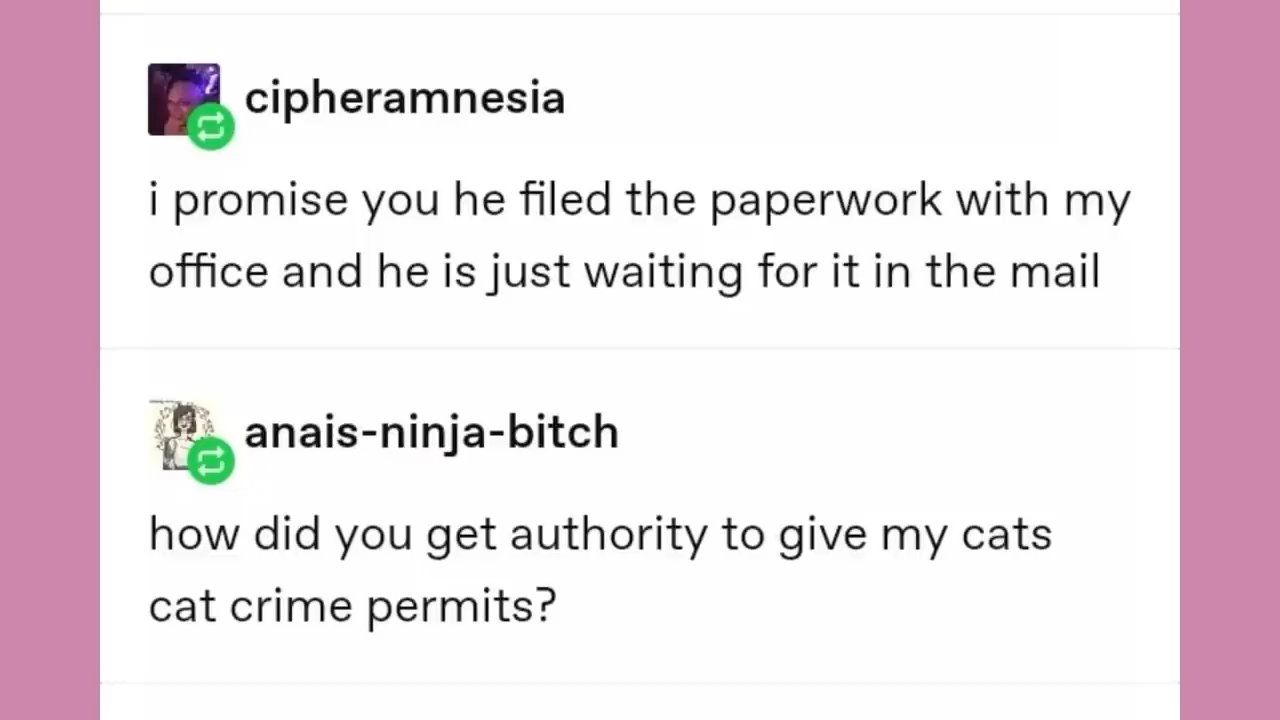 cipheramnesia
i promise you he filed the paperwork with my
office and he is just waiting for it in the mail
anais-ninja-bitch
how did you get authority to give my cats
cat crime permits?